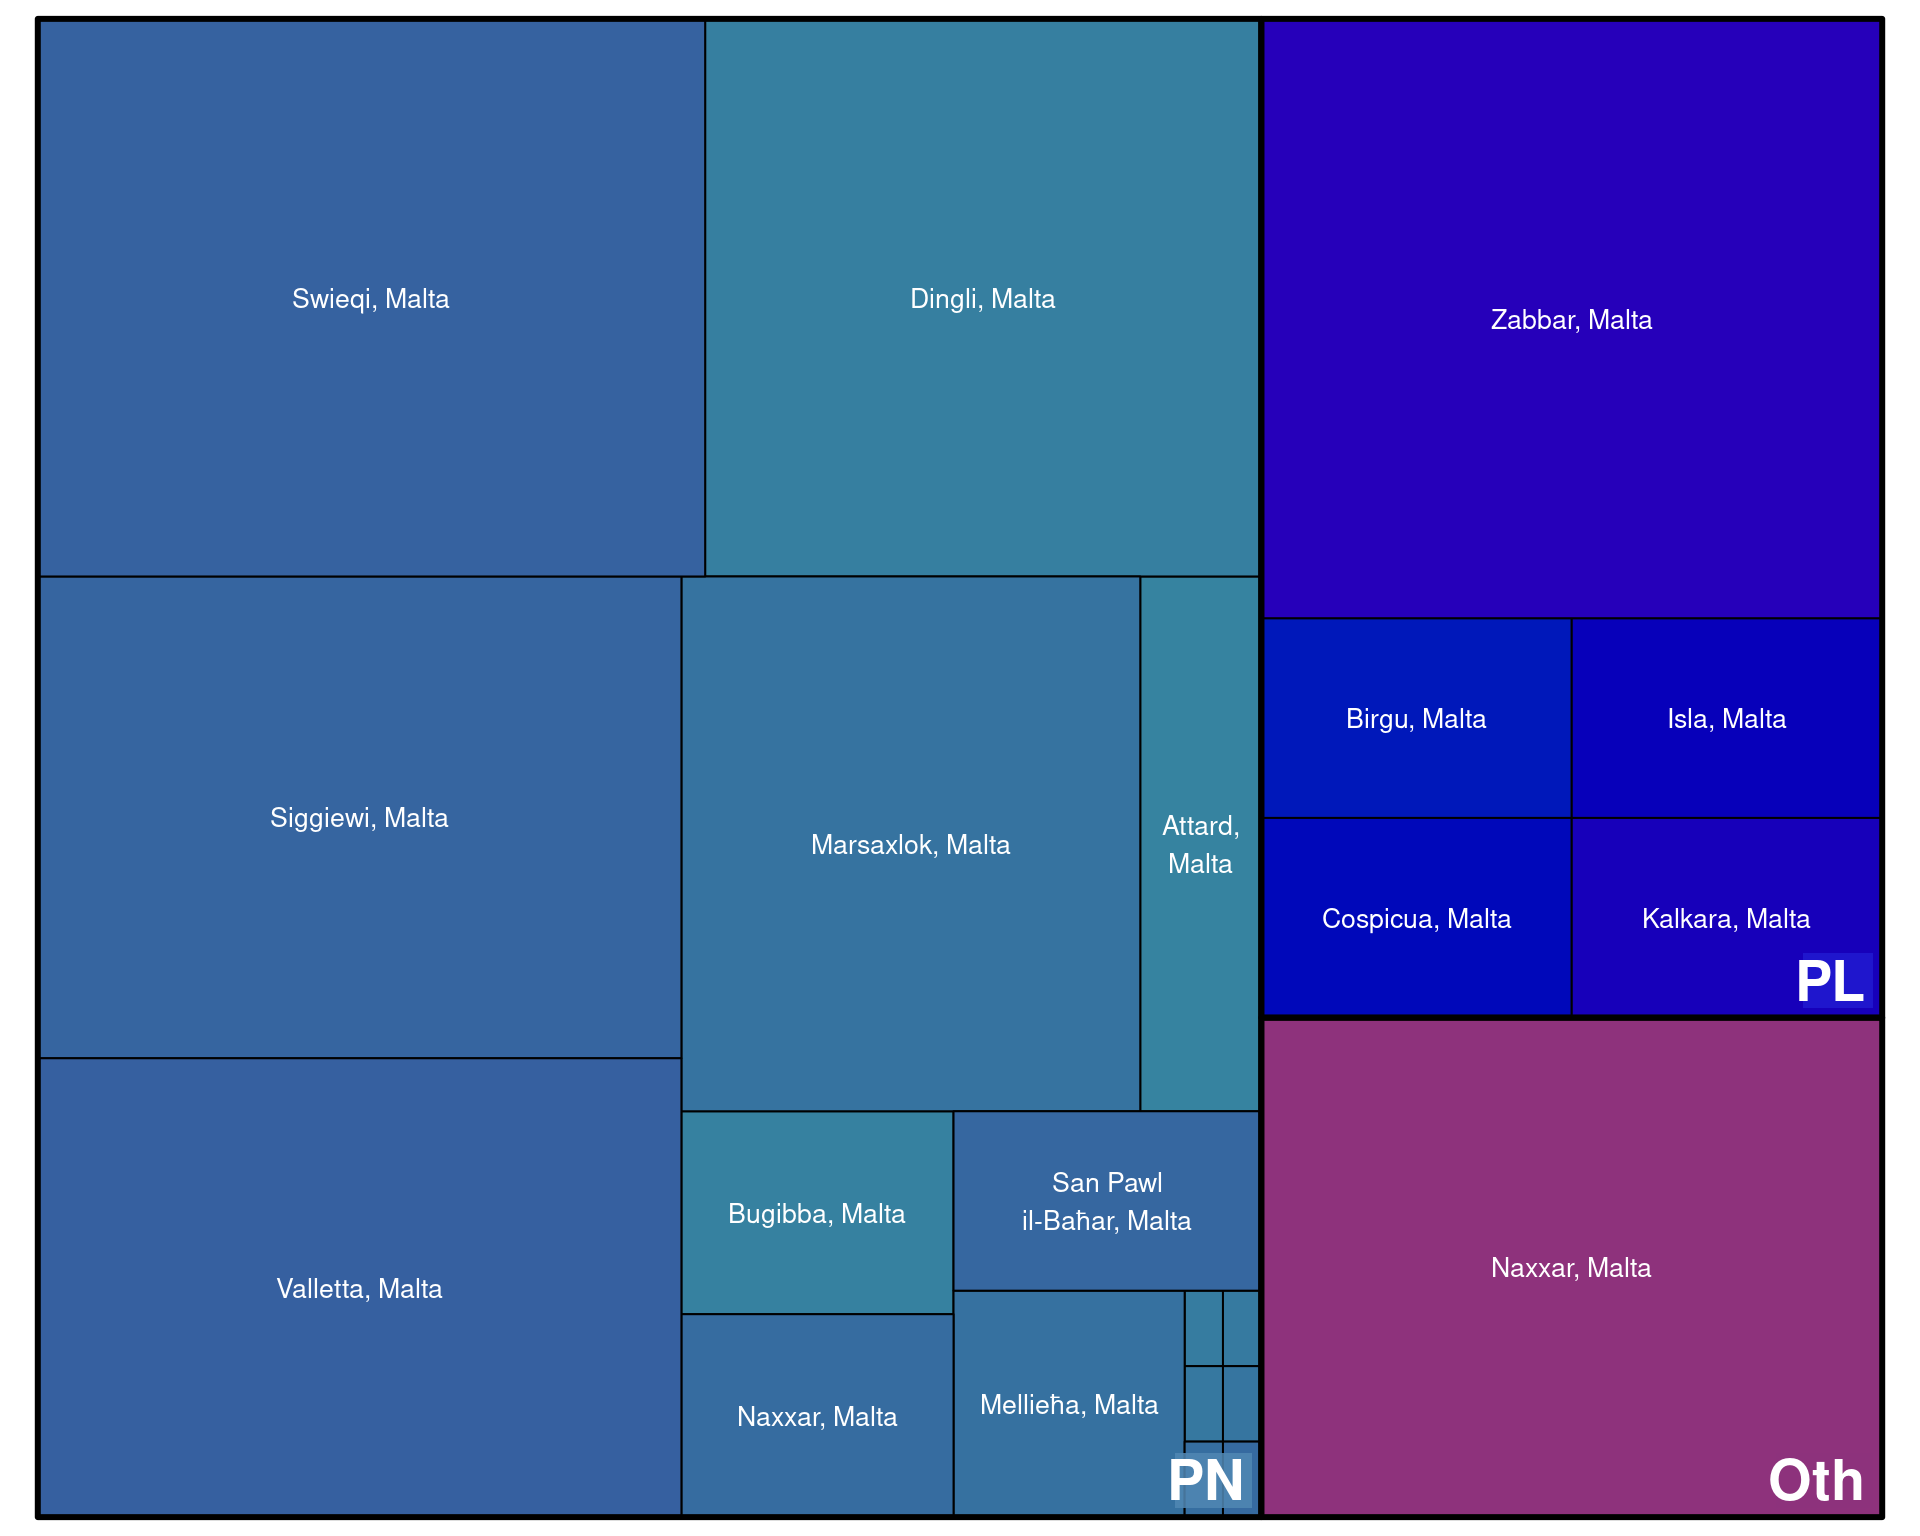 Swieqi, Malta
Dingli, Malta
Zabbar, Malta
Siggiewi, Malta
Marsaxlok, Malta
Attard,
Malta
Birgu, Malta
Isla, Malta
Cospicua, Malta
Kalkara, Malta
PL
Valletta, Malta
Bugibba, Malta
San Pawl
il-Baħar, Malta
Naxxar, Malta
Mellieħa, Malta
PN
Naxxar, Malta
Oth